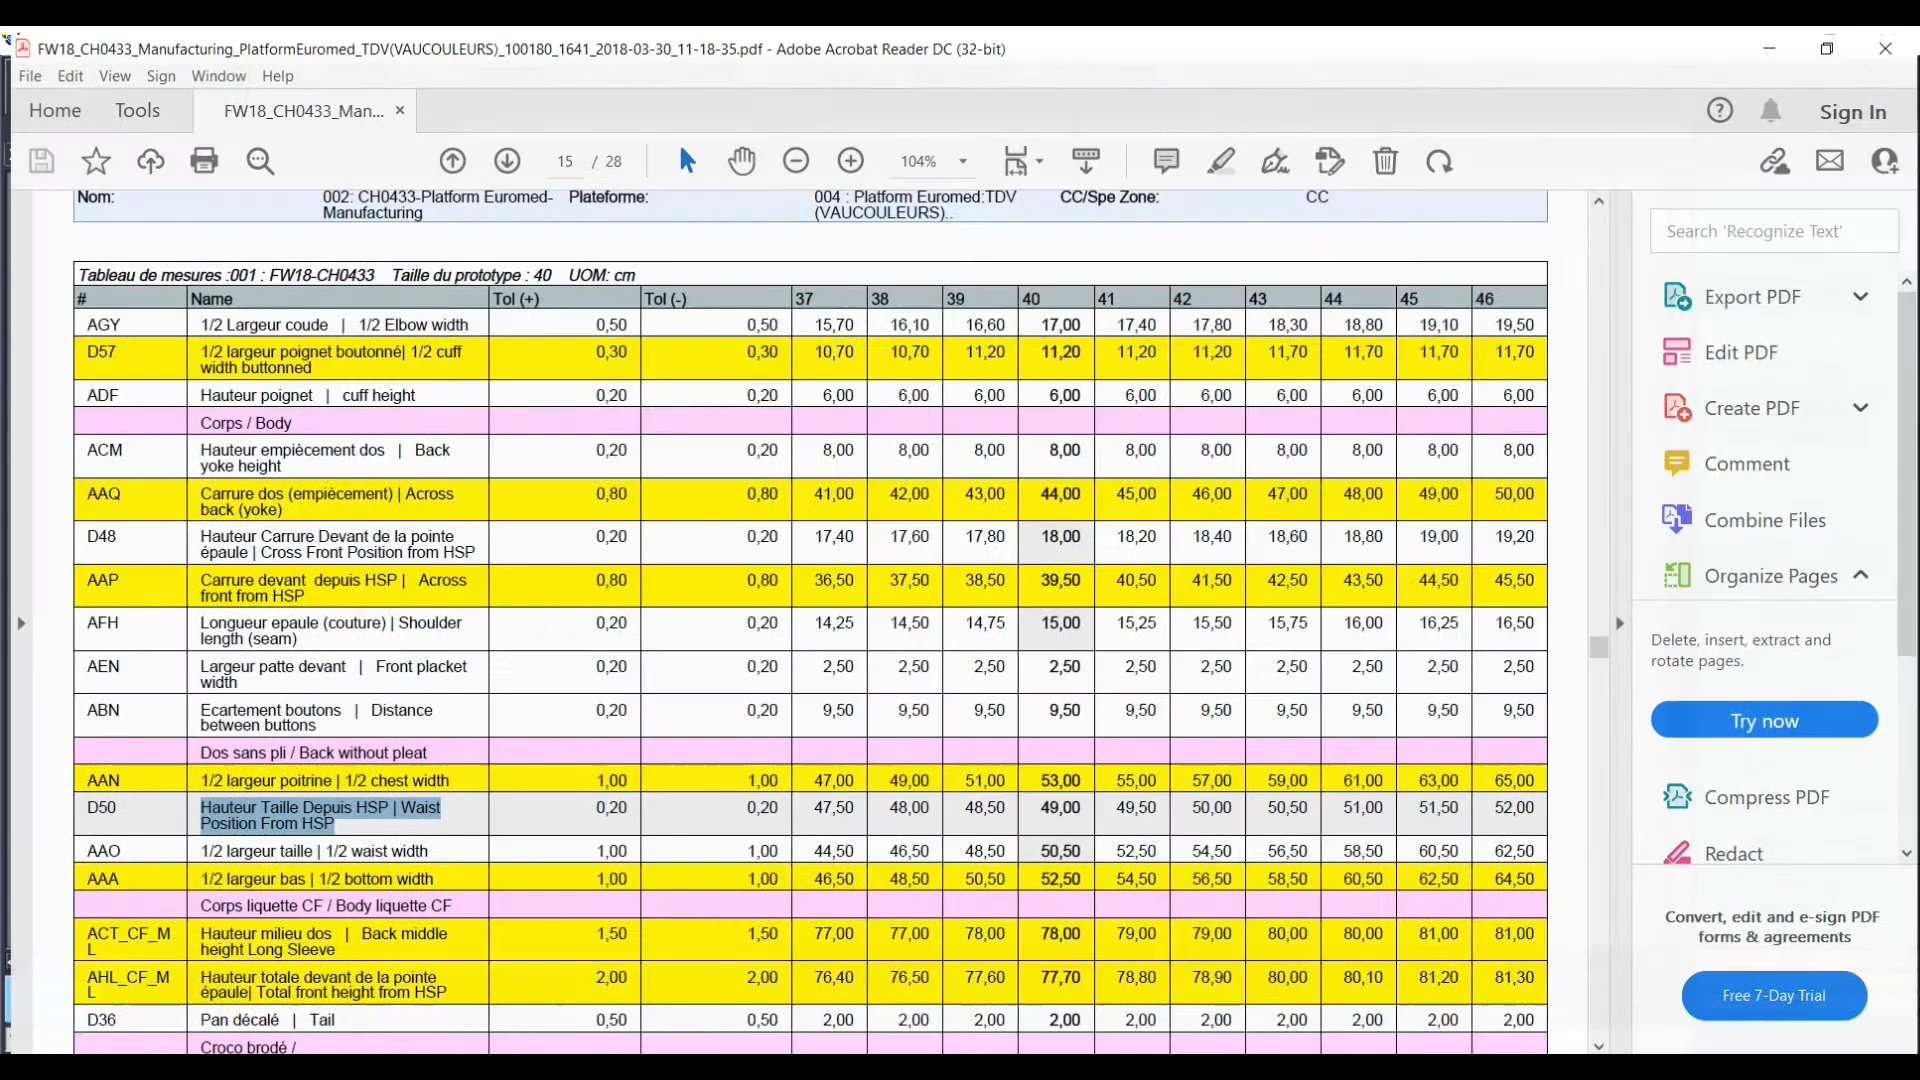 FW18_CH0433_Manufacturing_PlatformEuromed_TDV(VAUCOULEURS)_100180_1641_2018-03-30_11-18-35.pdf - Adobe Acrobat Reader DC (32-bit)
File Edit View Sign Window Help
Home Tools FW18_CH0433_Man... × Sign In
15 / 28 104%
Nom: 002: CH0433-Platform Euromed- Plateforme: 004 : Platform Euromed:TDV CC/Spe Zone: CC
Manufacturing (VAUCOULEURS)..
Tableau de mesures :001 : FW18-CH0433 Taille du prototype : 40 UOM: cm
# Name Tol (+) Tol (-) 37 38 39 40 41 42 43 44 45 46
AGY 1/2 Largeur coude | 1/2 Elbow width 0,50 0,50 15,70 16,10 16,60 17,00 17,40 17,80 18,30 18,80 19,10 19,50
D57 1/2 largeur poignet boutonné| 1/2 cuff 0,30 0,30 10,70 10,70 11,20 11,20 11,20 11,20 11,70 11,70 11,70 11,70
width buttonned
ADF Hauteur poignet | cuff height 0,20 0,20 6,00 6,00 6,00 6,00 6,00 6,00 6,00 6,00 6,00 6,00
Corps / Body
ACM Hauteur empiècement dos | Back 0,20 0,20 8,00 8,00 8,00 8,00 8,00 8,00 8,00 8,00 8,00 8,00
yoke height
AAQ Carrure dos (empiècement) | Across 0,80 0,80 41,00 42,00 43,00 44,00 45,00 46,00 47,00 48,00 49,00 50,00
back (yoke)
D48 Hauteur Carrure Devant de la pointe 0,20 0,20 17,40 17,60 17,80 18,00 18,20 18,40 18,60 18,80 19,00 19,20
épaule | Cross Front Position from HSP
AAP Carrure devant depuis HSP | Across 0,80 0,80 36,50 37,50 38,50 39,50 40,50 41,50 42,50 43,50 44,50 45,50
front from HSP
AFH Longueur epaule (couture) | Shoulder 0,20 0,20 14,25 14,50 14,75 15,00 15,25 15,50 15,75 16,00 16,25 16,50
length (seam)
AEN Largeur patte devant | Front placket 0,20 0,20 2,50 2,50 2,50 2,50 2,50 2,50 2,50 2,50 2,50 2,50
width
ABN Ecartement boutons | Distance 0,20 0,20 9,50 9,50 9,50 9,50 9,50 9,50 9,50 9,50 9,50 9,50
between buttons
Dos sans pli / Back without pleat
AAN 1/2 largeur poitrine | 1/2 chest width 1,00 1,00 47,00 49,00 51,00 53,00 55,00 57,00 59,00 61,00 63,00 65,00
D50 Hauteur Taille Depuis HSP | Waist 0,20 0,20 47,50 48,00 48,50 49,00 49,50 50,00 50,50 51,00 51,50 52,00
Position From HSP
AAO 1/2 largeur taille | 1/2 waist width 1,00 1,00 44,50 46,50 48,50 50,50 52,50 54,50 56,50 58,50 60,50 62,50
AAA 1/2 largeur bas | 1/2 bottom width 1,00 1,00 46,50 48,50 50,50 52,50 54,50 56,50 58,50 60,50 62,50 64,50
Corps liquette CF / Body liquette CF
ACT_CF_M Hauteur milieu dos | Back middle 1,50 1,50 77,00 77,00 78,00 78,00 79,00 79,00 80,00 80,00 81,00 81,00
L height Long Sleeve
AHL_CF_M Hauteur totale devant de la pointe 2,00 2,00 76,40 76,50 77,60 77,70 78,80 78,90 80,00 80,10 81,20 81,30
L épaule| Total front height from HSP
D36 Pan décalé | Tail 0,50 0,50 2,00 2,00 2,00 2,00 2,00 2,00 2,00 2,00 2,00 2,00
Croco brodé /
Search 'Recognize Text'
Export PDF
Edit PDF
Create PDF
Comment
Combine Files
Organize Pages
Delete, insert, extract and
rotate pages.
Try now
Compress PDF
Redact
Convert, edit and e-sign PDF
forms & agreements
Free 7-Day Trial